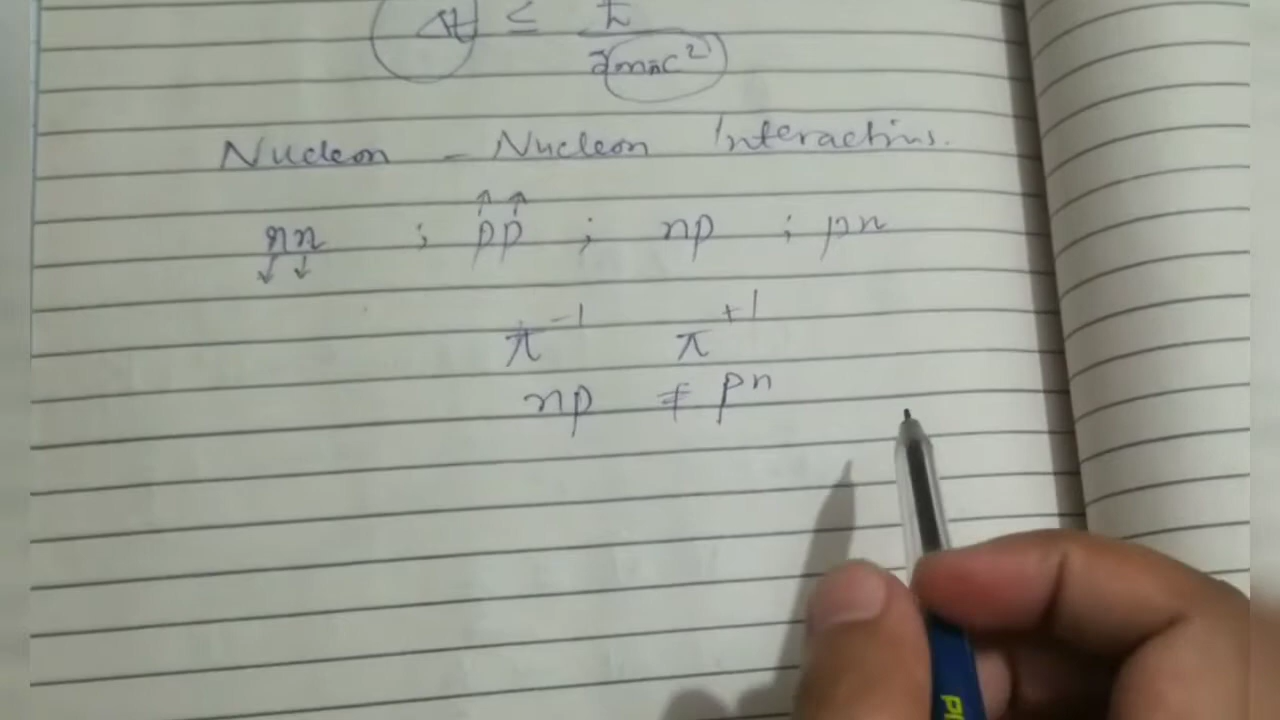 Δt ≤ ħ
2mπc²
Nucleon - Nucleon Interactions.
nn ; pp ; np ; pn
π⁻¹ π⁺¹
np ≠ pn